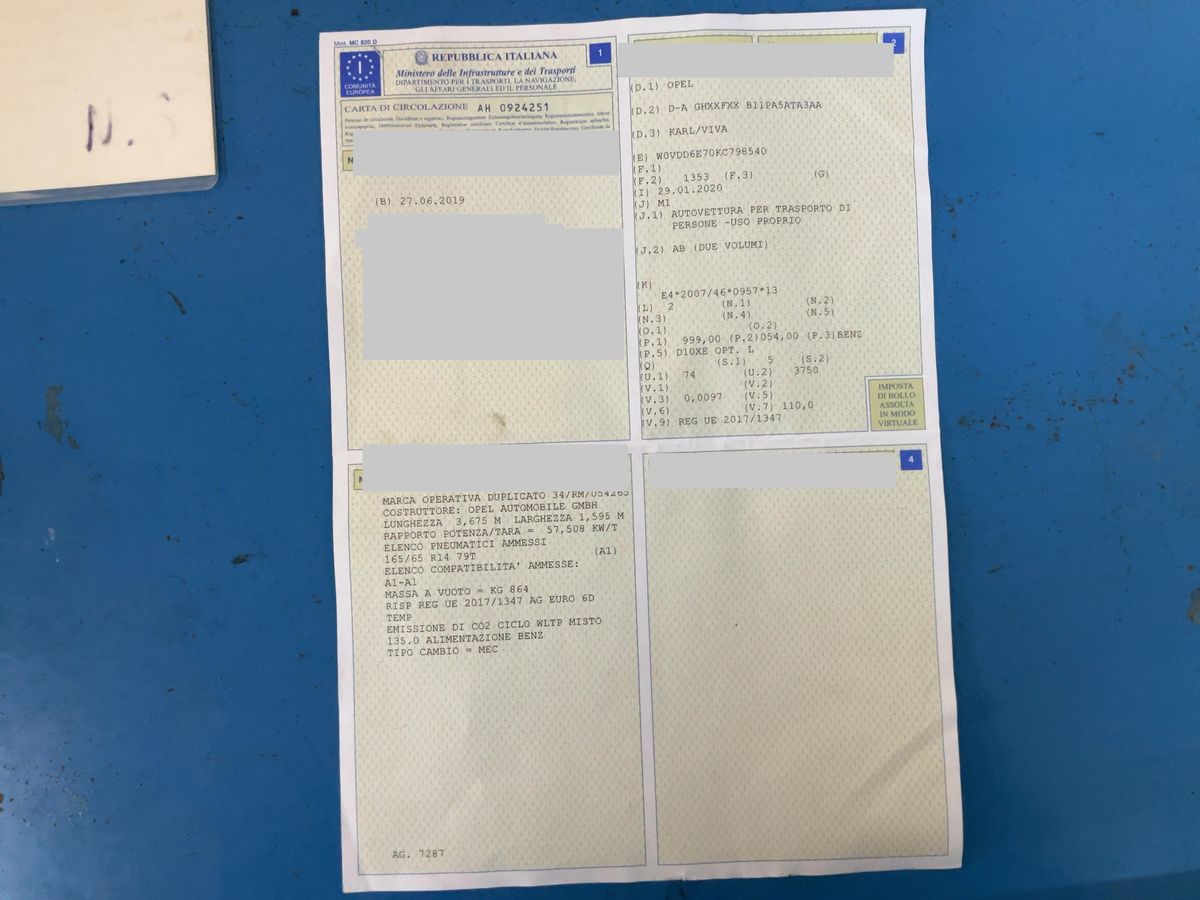 N.
Mod. MC 820 D
I
COMUNITÀ
EUROPEA
REPUBBLICA ITALIANA
Ministero delle Infrastrutture e dei Trasporti
DIPARTIMENTO PER I TRASPORTI, LA NAVIGAZIONE,
GLI AFFARI GENERALI ED IL PERSONALE
1
CARTA DI CIRCOLAZIONE AH 0924251
N
(B) 27.06.2019
2
(D.1) OPEL
(D.2) D-A GHXXFXX B11PA5ATA3AA
(D.3) KARL/VIVA
(E) W0VDD6E70KC798540
(F.1)
(F.2) 1353 (F.3) (G)
(I) 29.01.2020
(J) M1
(J.1) AUTOVETTURA PER TRASPORTO DI
PERSONE -USO PROPRIO
(J.2) AB (DUE VOLUMI)
(K)
E4*2007/46*0957*13
(L) 2 (N.1) (N.2)
(N.3) (N.4) (N.5)
(O.1) (O.2)
(P.1) 999,00 (P.2)054,00 (P.3)BENZ
(P.5) D10XE OPT. L
(Q) (S.1) 5 (S.2)
(U.1) 74 (U.2) 3750
(V.1) (V.2)
(V.3) 0,0097 (V.5)
(V.6) (V.7) 110,0
(V.9) REG UE 2017/1347
IMPOSTA
DI BOLLO
ASSOLTA
IN MODO
VIRTUALE
N
MARCA OPERATIVA DUPLICATO 34/RM/054265
COSTRUTTORE: OPEL AUTOMOBILE GMBH
LUNGHEZZA 3,675 M LARGHEZZA 1,595 M
RAPPORTO POTENZA/TARA = 57,508 KW/T
ELENCO PNEUMATICI AMMESSI
165/65 R14 79T (A1)
ELENCO COMPATIBILITA' AMMESSE:
A1-A1
MASSA A VUOTO = KG 864
RISP REG UE 2017/1347 AG EURO 6D
TEMP
EMISSIONE DI CO2 CICLO WLTP MISTO
135.0 ALIMENTAZIONE BENZ
TIPO CAMBIO = MEC
AG. 7287
4